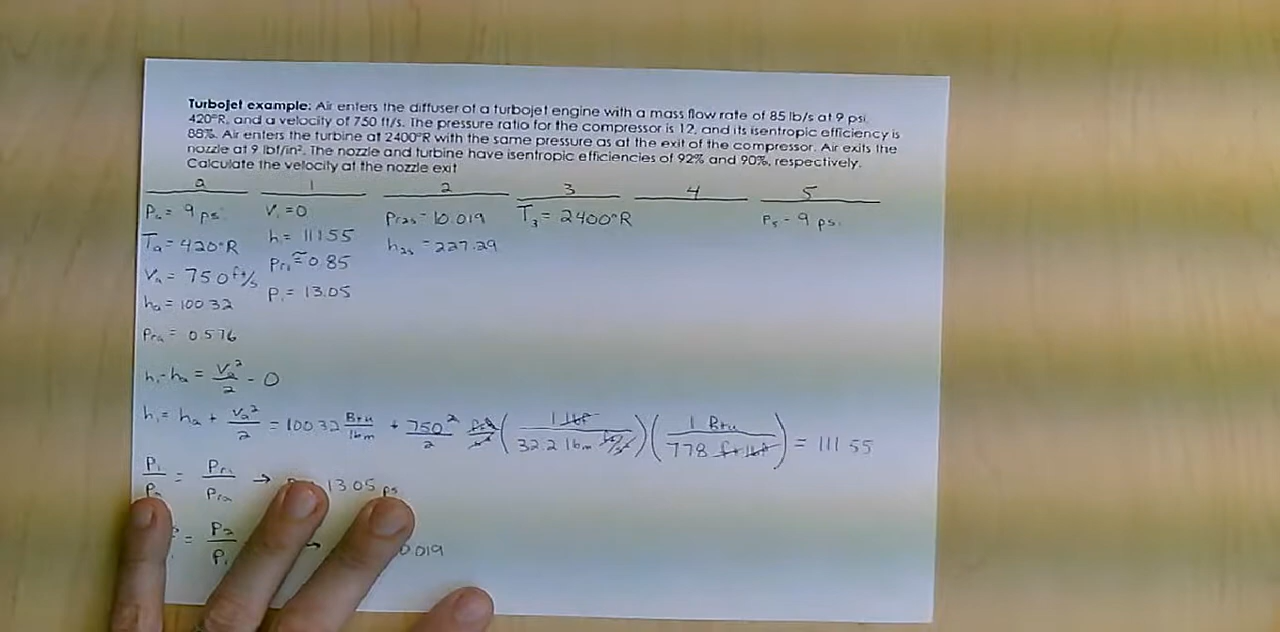 Turbojet example: Air enters the diffuser of a turbojet engine with a mass flow rate of 85 lb/s at 9 psi,
420°R, and a velocity of 750 ft/s. The pressure ratio for the compressor is 12, and its isentropic efficiency is
88%. Air enters the turbine at 2400°R with the same pressure as at the exit of the compressor. Air exits the
nozzle at 9 lbf/in². The nozzle and turbine have isentropic efficiencies of 92% and 90%, respectively.
Calculate the velocity at the nozzle exit
a 1 2 3 4 5
Pa = 9 psi V₁ = 0 Pr2s = 10.019 T₃ = 2400°R P₅ = 9 psi
Ta = 420°R h₁ = 111.55 h2s = 227.29
Va = 750 ft/s Pr₁ ≅ 0.85
ha = 100.32 P₁ = 13.05
Pra = 0.576
h₁ - ha = Va²/2 - 0
h₁ = ha + Va²/2 = 100.32 Btu/lbm + 750²/2 ft²/s² (1 lbf / 32.2 lbm ft/s²) (1 Btu / 778 ft lbf) = 111.55
P₁/Pa = Pr₁/Pra → 13.05 psi
= P₂/P₁ → 0.019